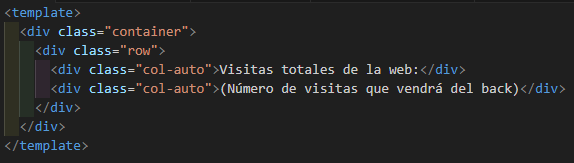 <template>
<div class="container">
<div class="row">
<div class="col-auto">Visitas totales de la web:</div>
<div class="col-auto">(Número de visitas que vendrá del back)</div>
</div>
</div>
</template>